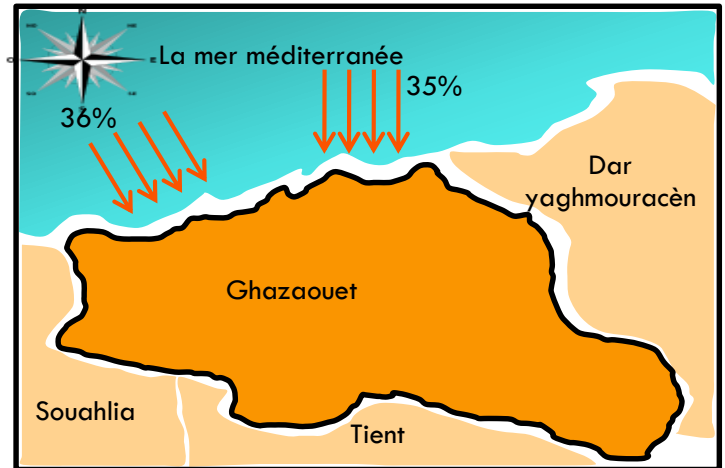 La mer méditerranée
35%
36%
Dar
yaghmouracèn
Ghazaouet
Souahlia
Tient